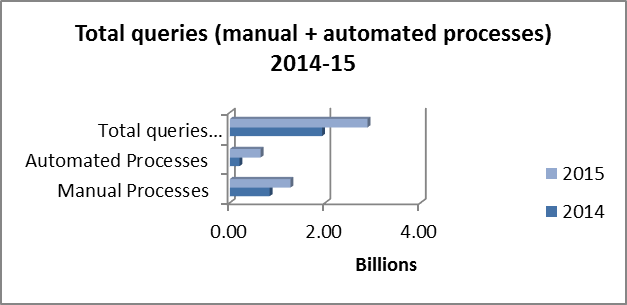 Total queries (manual + automated processes)
2014-15
Total queries...
Automated Processes
Manual Processes
2015
2014
0.00 2.00 4.00
Billions